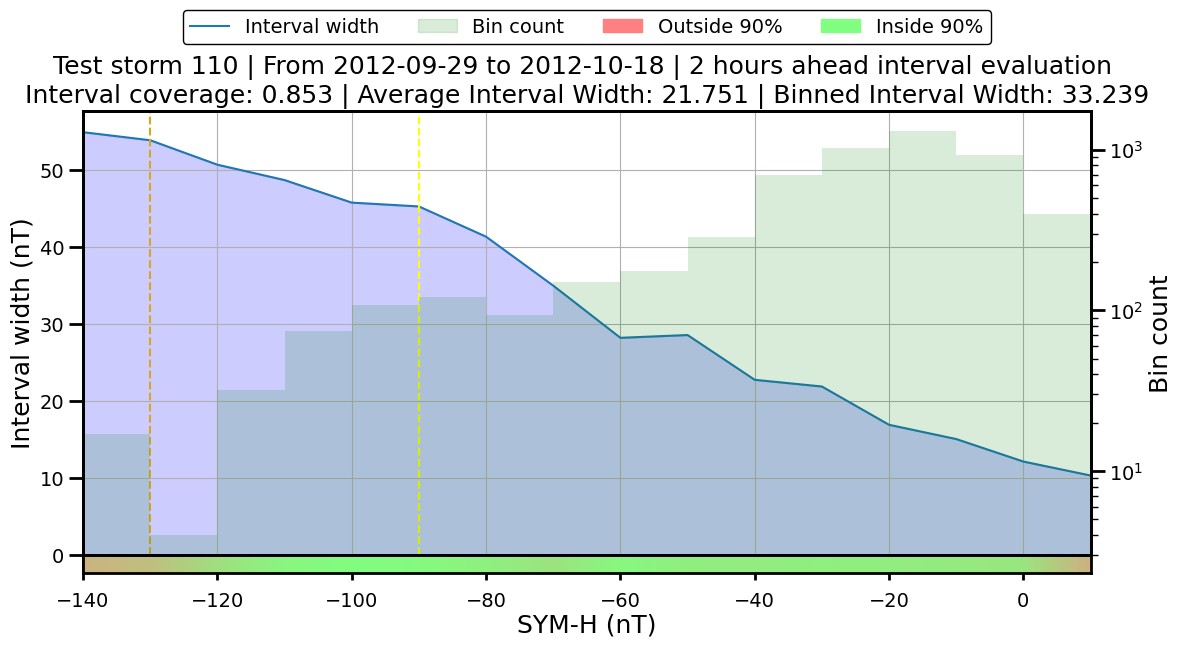 Interval width Bin count Outside 90% Inside 90%
Test storm 110 | From 2012-09-29 to 2012-10-18 | 2 hours ahead interval evaluation
Interval coverage: 0.853 | Average Interval Width: 21.751 | Binned Interval Width: 33.239
Interval width (nT)
50
40
30
20
10
0
10³
10²
10¹
Bin count
−140 −120 −100 −80 −60 −40 −20 0
SYM-H (nT)